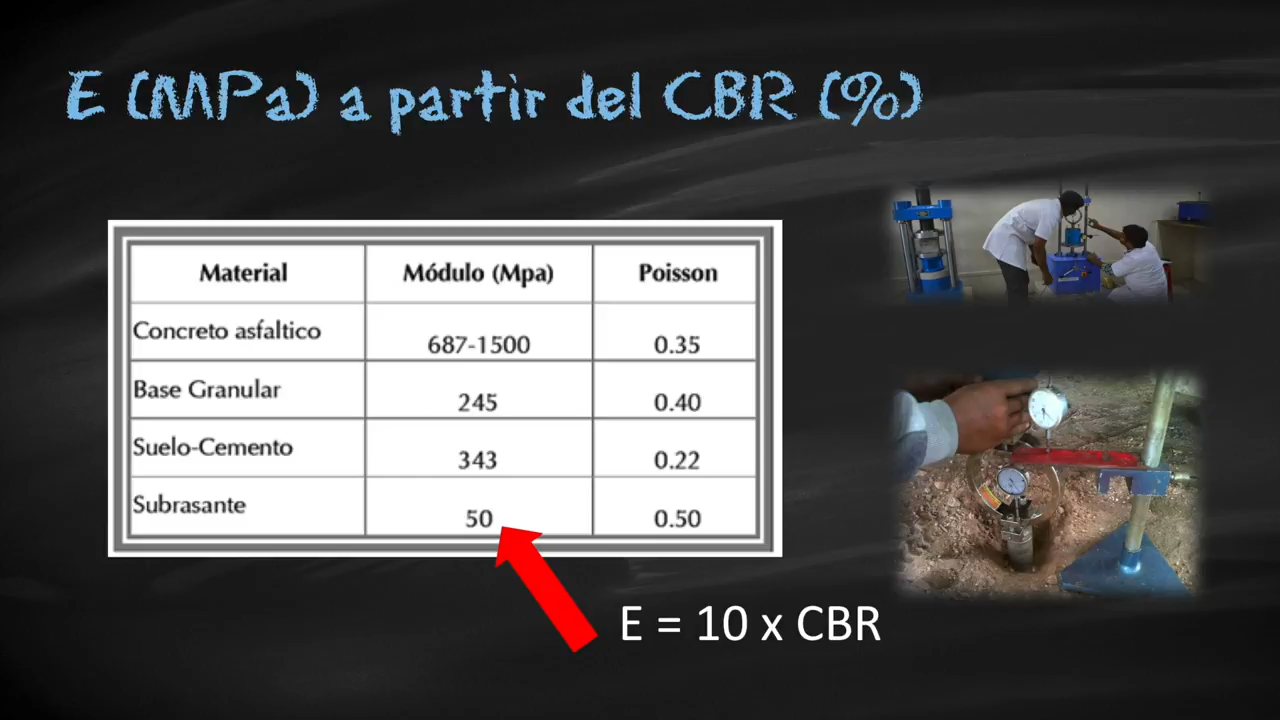 E (MPa) a partir del CBR (%)
Material Módulo (Mpa) Poisson
Concreto asfaltico 687-1500 0.35
Base Granular 245 0.40
Suelo-Cemento 343 0.22
Subrasante 50 0.50
E = 10 x CBR